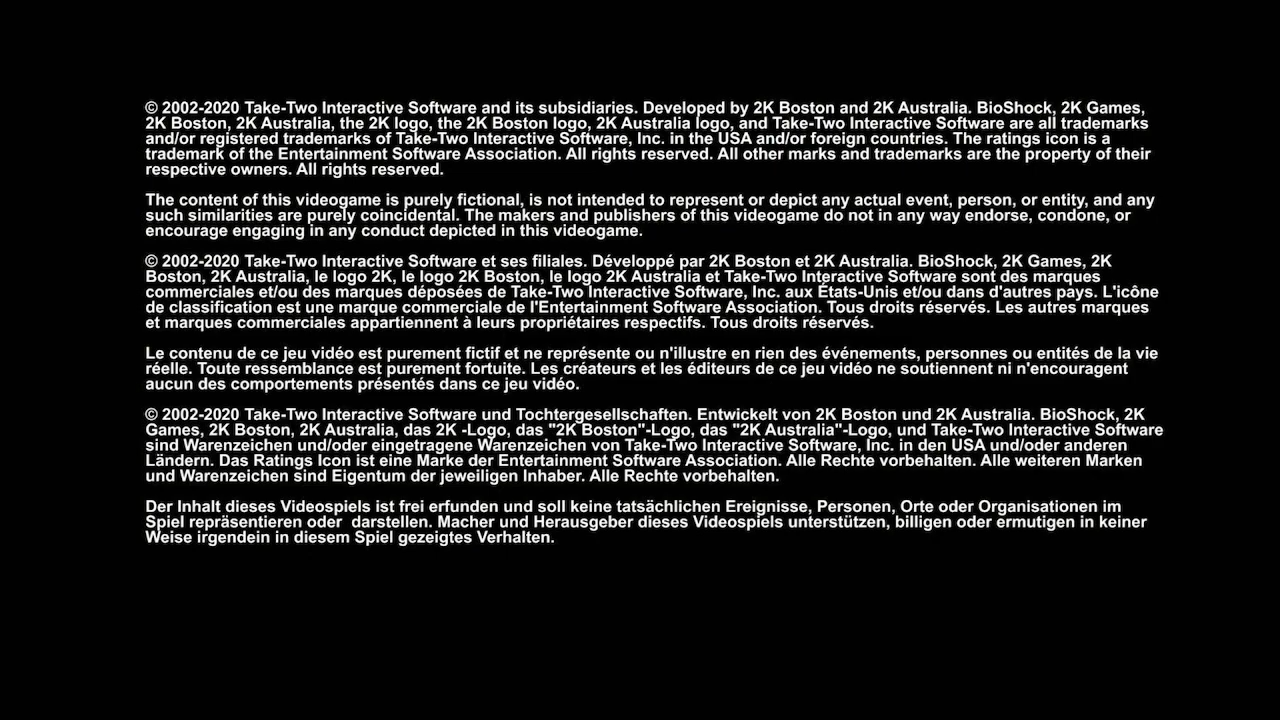 © 2002-2020 Take-Two Interactive Software and its subsidiaries. Developed by 2K Boston and 2K Australia. BioShock, 2K Games,
2K Boston, 2K Australia, the 2K logo, the 2K Boston logo, 2K Australia logo, and Take-Two Interactive Software are all trademarks
and/or registered trademarks of Take-Two Interactive Software, Inc. in the USA and/or foreign countries. The ratings icon is a
trademark of the Entertainment Software Association. All rights reserved. All other marks and trademarks are the property of their
respective owners. All rights reserved.
The content of this videogame is purely fictional, is not intended to represent or depict any actual event, person, or entity, and any
such similarities are purely coincidental. The makers and publishers of this videogame do not in any way endorse, condone, or
encourage engaging in any conduct depicted in this videogame.
© 2002-2020 Take-Two Interactive Software et ses filiales. Développé par 2K Boston et 2K Australia. BioShock, 2K Games, 2K
Boston, 2K Australia, le logo 2K, le logo 2K Boston, le logo 2K Australia et Take-Two Interactive Software sont des marques
commerciales et/ou des marques déposées de Take-Two Interactive Software, Inc. aux États-Unis et/ou dans d'autres pays. L'icône
de classification est une marque commerciale de l'Entertainment Software Association. Tous droits réservés. Les autres marques
et marques commerciales appartiennent à leurs propriétaires respectifs. Tous droits réservés.
Le contenu de ce jeu vidéo est purement fictif et ne représente ou n'illustre en rien des événements, personnes ou entités de la vie
réelle. Toute ressemblance est purement fortuite. Les créateurs et les éditeurs de ce jeu vidéo ne soutiennent ni n'encouragent
aucun des comportements présentés dans ce jeu vidéo.
© 2002-2020 Take-Two Interactive Software und Tochtergesellschaften. Entwickelt von 2K Boston und 2K Australia. BioShock, 2K
Games, 2K Boston, 2K Australia, das 2K -Logo, das "2K Boston"-Logo, das "2K Australia"-Logo, und Take-Two Interactive Software
sind Warenzeichen und/oder eingetragene Warenzeichen von Take-Two Interactive Software, Inc. in den USA und/oder anderen
Ländern. Das Ratings Icon ist eine Marke der Entertainment Software Association. Alle Rechte vorbehalten. Alle weiteren Marken
und Warenzeichen sind Eigentum der jeweiligen Inhaber. Alle Rechte vorbehalten.
Der Inhalt dieses Videospiels ist frei erfunden und soll keine tatsächlichen Ereignisse, Personen, Orte oder Organisationen im
Spiel repräsentieren oder  darstellen. Macher und Herausgeber dieses Videospiels unterstützen, billigen oder ermutigen in keiner
Weise irgendein in diesem Spiel gezeigtes Verhalten.